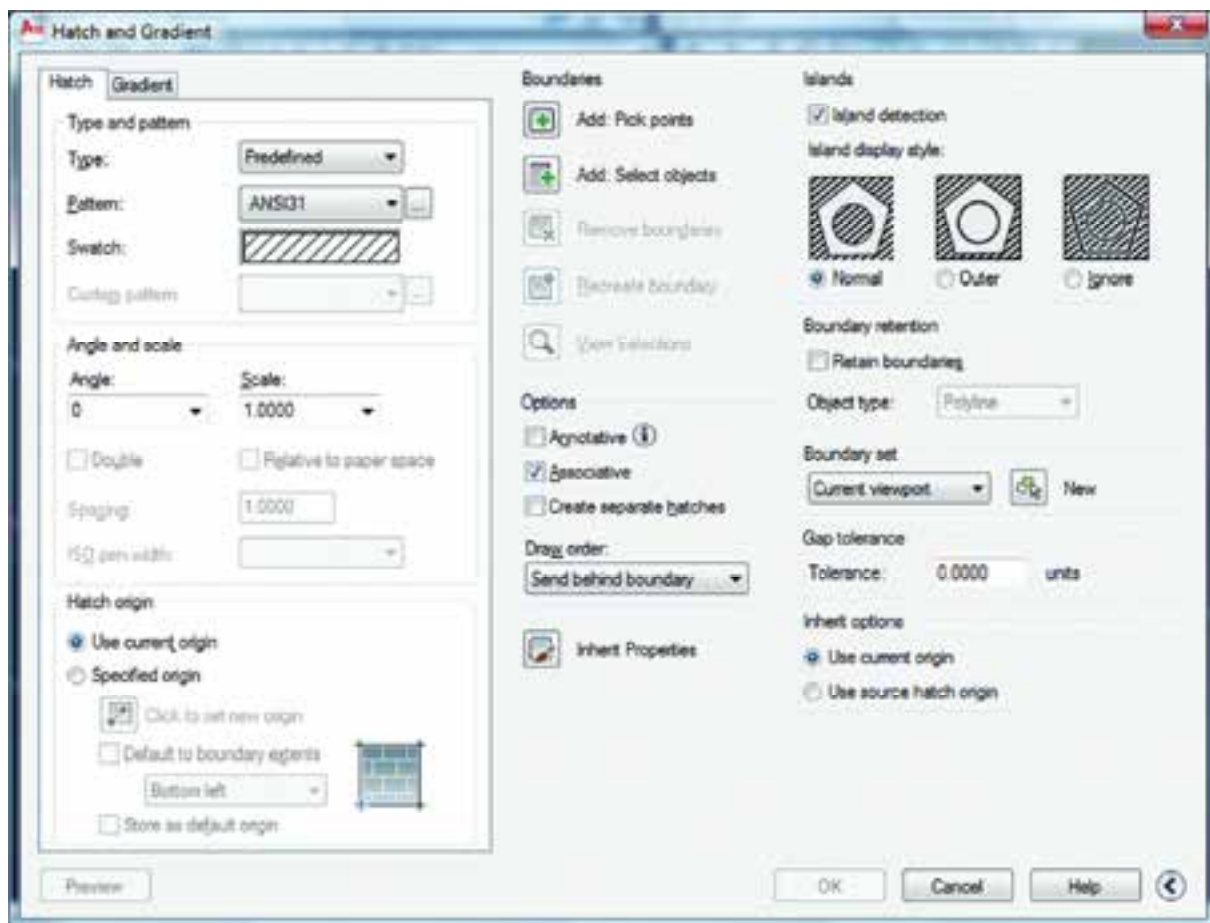 Hatch and Gradient
Hatch
Gradient
Type and pattern
Type:
Predefined
Pattern:
ANSI31
...
Swatch:
Custom pattern:
...
Angle and scale
Angle:
Scale:
0
1.0000
Double
Relative to paper space
Spacing:
1.0000
ISO pen width:
Hatch origin
Use current origin
Specified origin
Click to set new origin
Default to boundary extents
Bottom left
Store as default origin
Preview
Boundaries
Add: Pick points
Add: Select objects
Remove boundaries
Recreate boundary
View Selections
Options
Annotative
Associative
Create separate hatches
Draw order:
Send behind boundary
Inherit Properties
Islands
Island detection
Island display style:
Normal
Outer
Ignore
Boundary retention
Retain boundaries
Object type:
Polyline
Boundary set
Current viewport
New
Gap tolerance
Tolerance:
0.0000
units
Inherit options
Use current origin
Use source hatch origin
OK
Cancel
Help